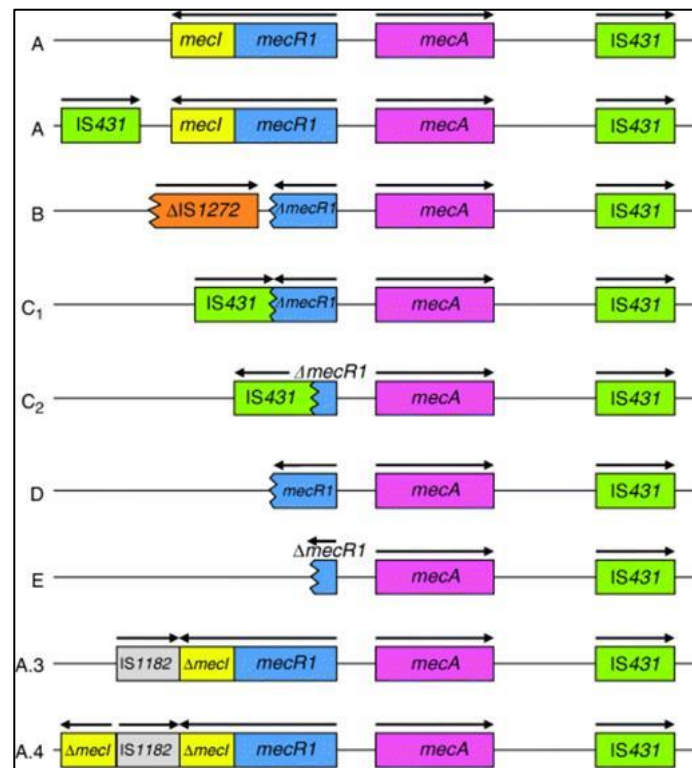 A mecI mecR1 mecA IS431
A IS431 mecI mecR1 mecA IS431
B ΔIS1272 ΔmecR1 mecA IS431
C1 IS431 ΔmecR1 mecA IS431
C2 IS431 ΔmecR1 mecA IS431
D mecR1 mecA IS431
E ΔmecR1 mecA IS431
A.3 IS1182 ΔmecI mecR1 mecA IS431
A.4 ΔmecI IS1182 ΔmecI mecR1 mecA IS431